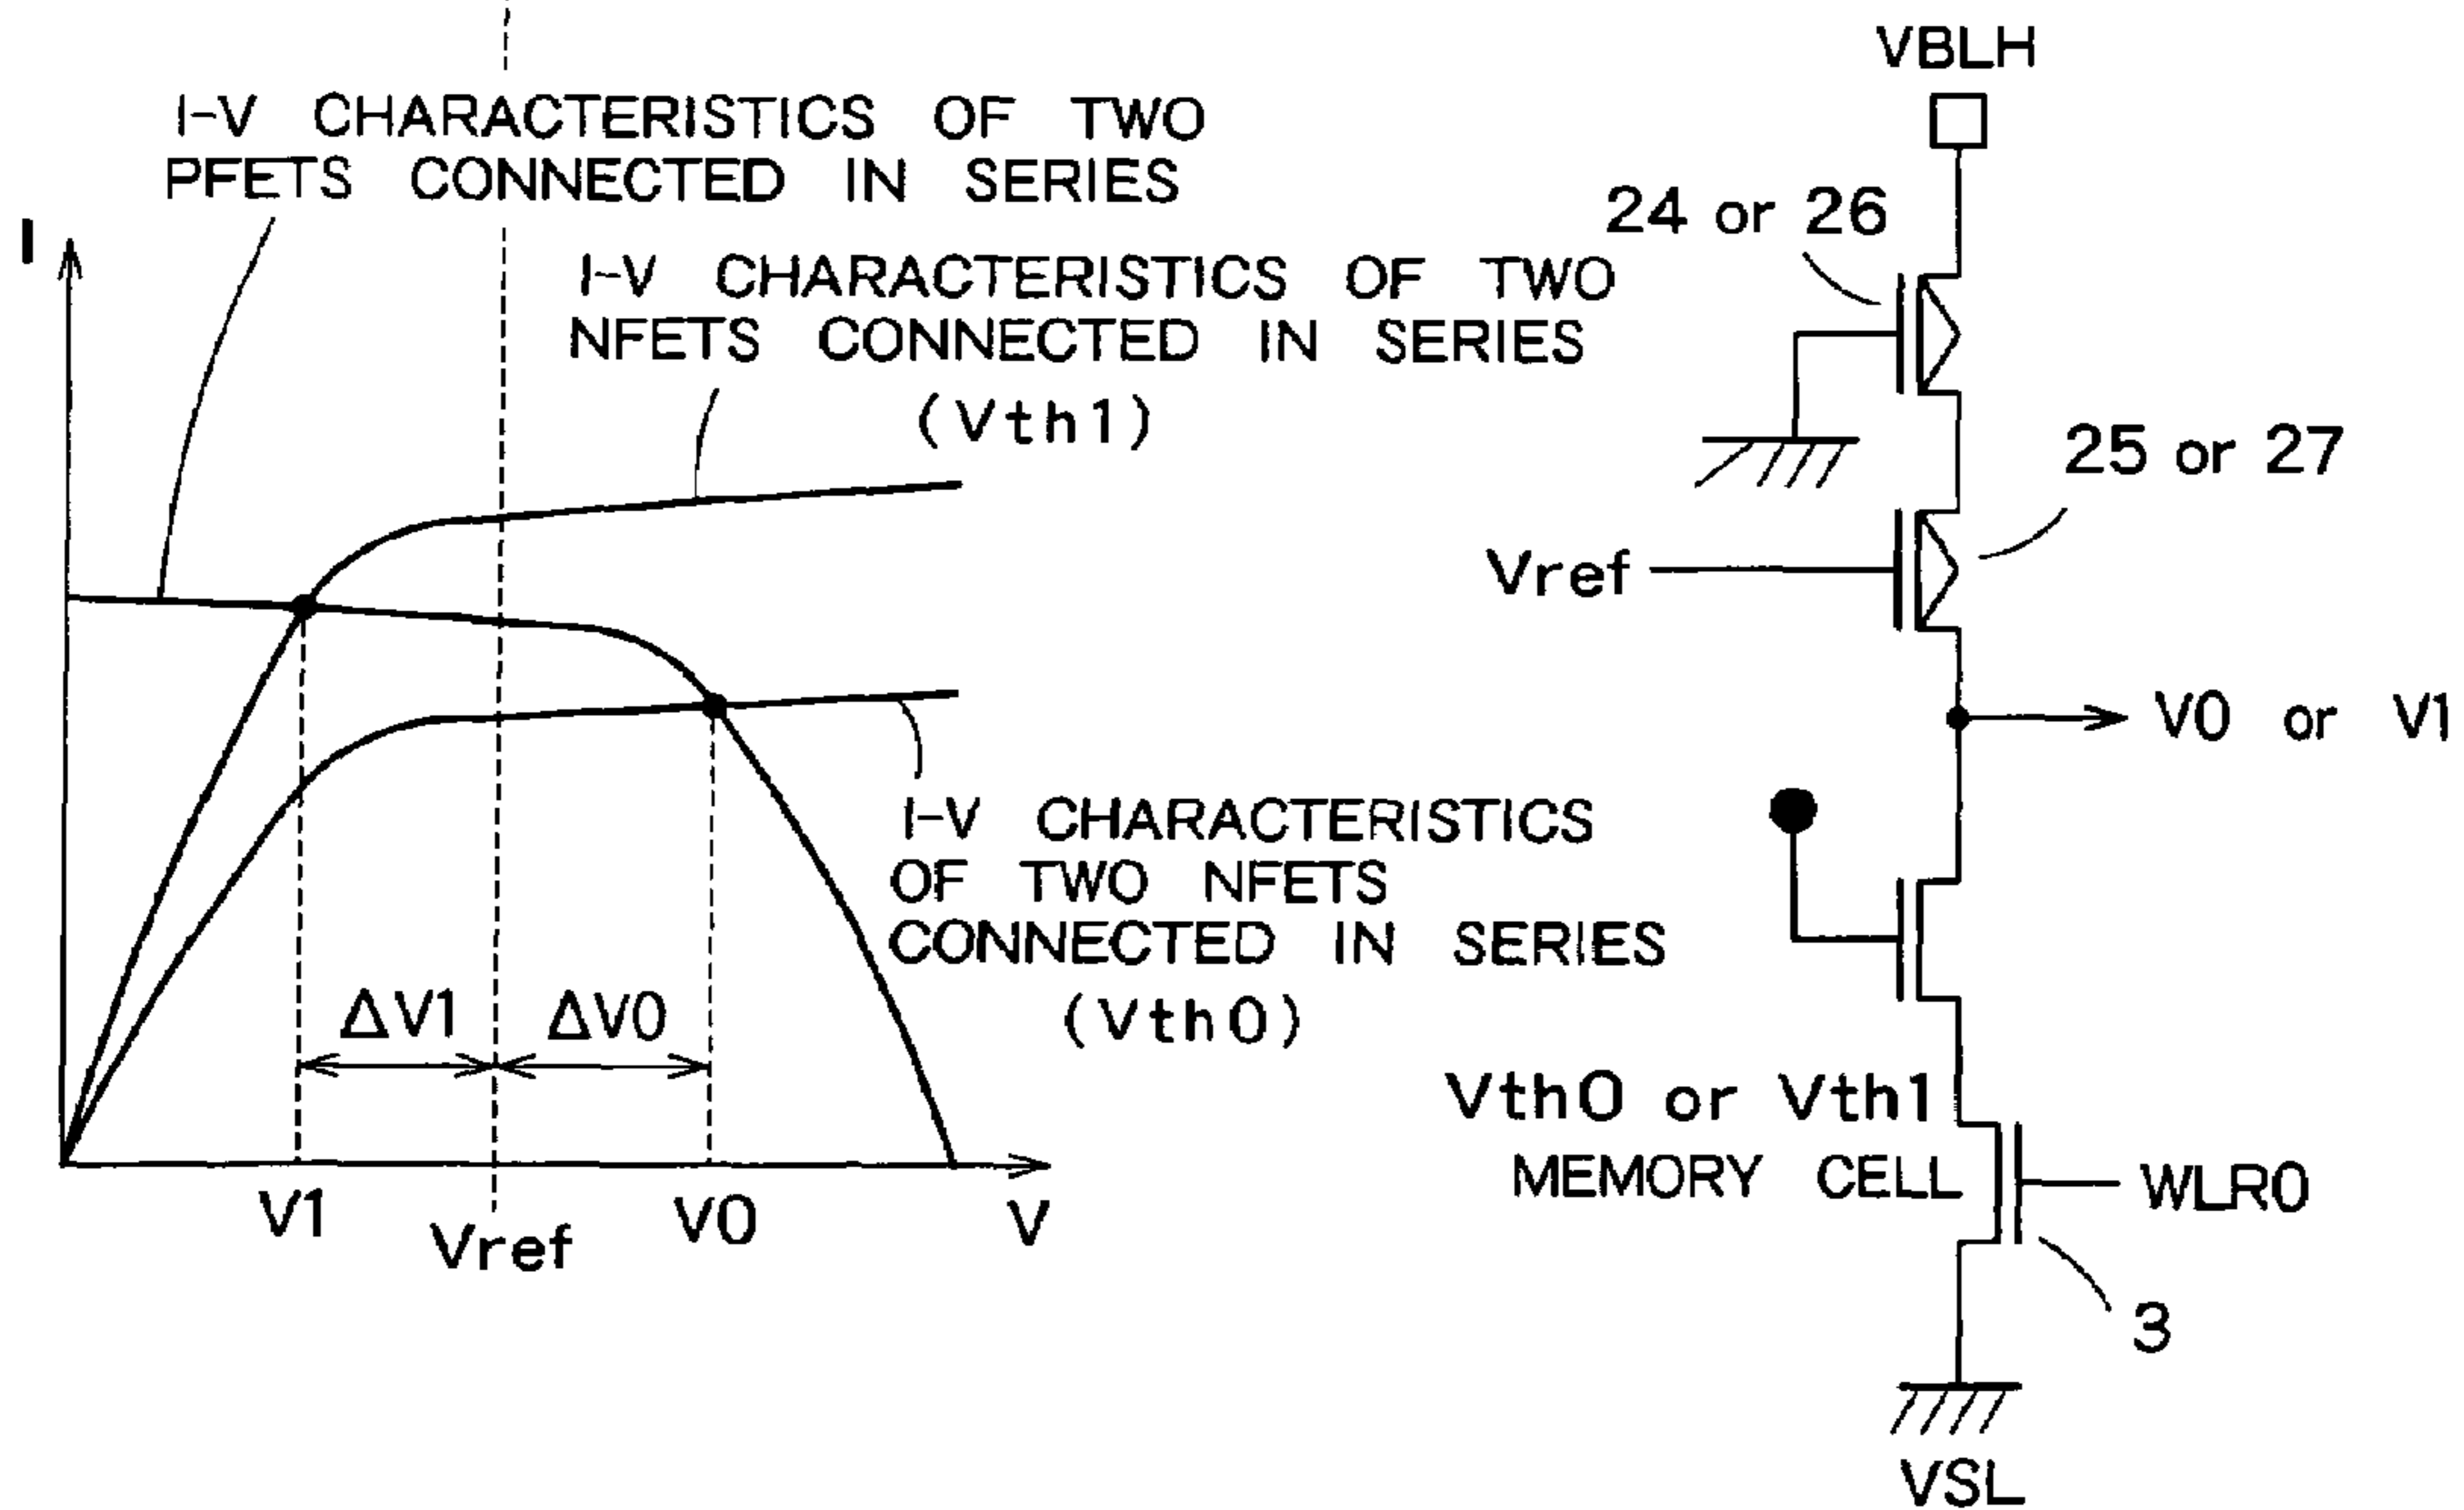 I-V CHARACTERISTICS OF TWO
PFETS CONNECTED IN SERIES
I
I-V CHARACTERISTICS OF TWO
NFETS CONNECTED IN SERIES
(Vth1)
I-V CHARACTERISTICS
OF TWO NFETS
CONNECTED IN SERIES
(Vth0)
ΔV1 ΔV0
V1 Vref V0 V
VBLH
24 or 26
25 or 27
Vref
V0 or V1
Vth0 or Vth1
MEMORY CELL
WLR0
3
VSL